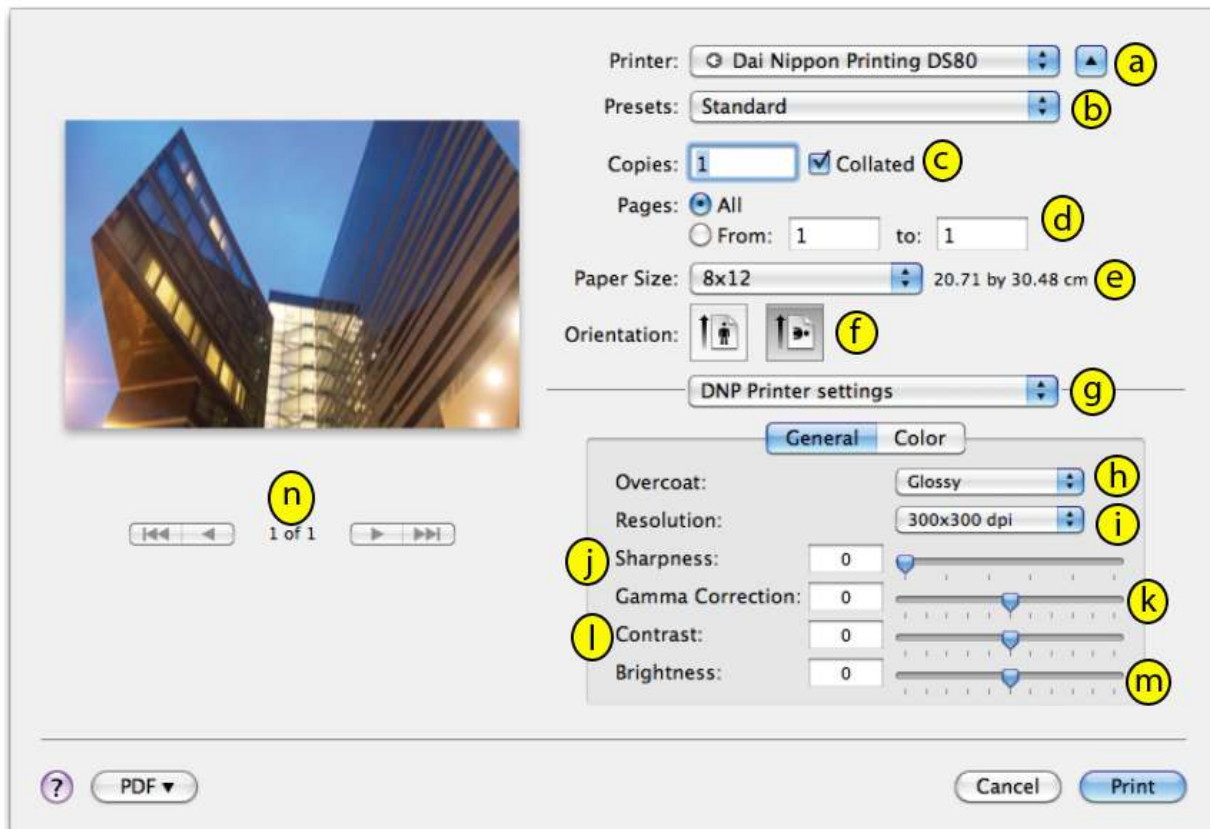 Printer: Dai Nippon Printing DS80 a
Presets: Standard b
Copies: 1 Collated c
Pages: All
From: 1 to: 1 d
Paper Size: 8x12 20.71 by 30.48 cm e
Orientation: f
DNP Printer settings g
General Color
Overcoat: Glossy h
Resolution: 300x300 dpi i
j Sharpness: 0
Gamma Correction: 0 k
l Contrast: 0
Brightness: 0 m
n
1 of 1
? PDF Cancel Print